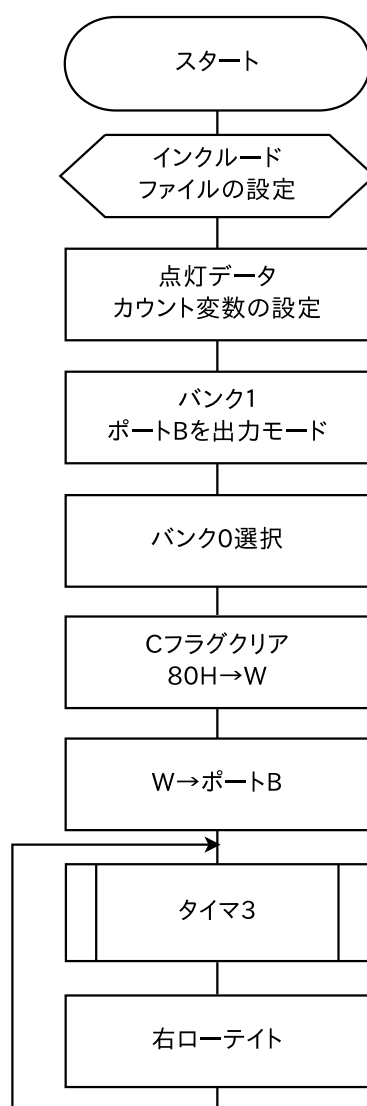 スタート
インクルード
ファイルの設定
点灯データ
カウント変数の設定
バンク1
ポートBを出力モード
バンク0選択
Cフラグクリア
80H→W
W→ポートB
タイマ3
右ローテイト